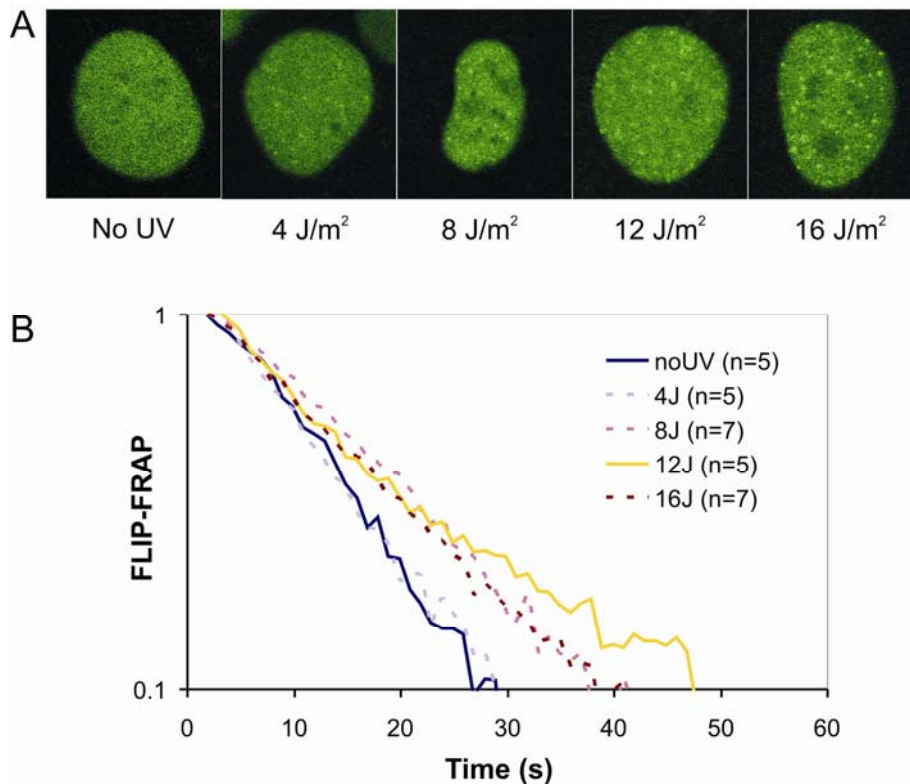 A
No UV
4 J/m²
8 J/m²
12 J/m²
16 J/m²
B
1
noUV (n=5)
4J (n=5)
8J (n=7)
12J (n=5)
16J (n=7)
FLIP-FRAP
0.1
0 10 20 30 40 50 60
Time (s)